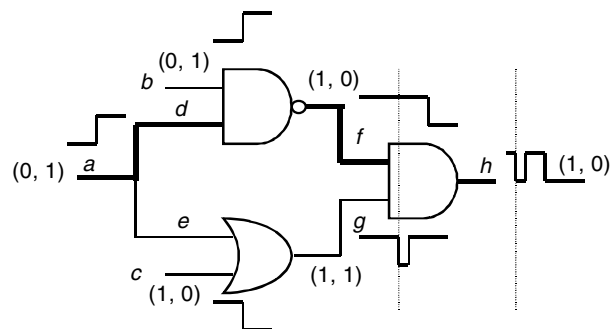 (0, 1)
b
(1, 0)
d
f
a
(0, 1)
h
(1, 0)
e
g
c
(1, 0)
(1, 1)